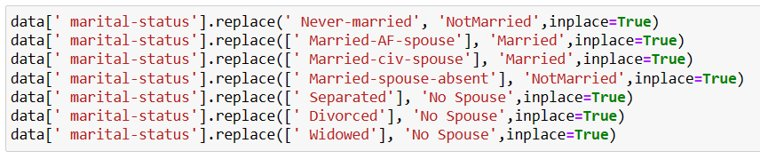 data[' marital-status'].replace(' Never-married', 'NotMarried',inplace=True)
data[' marital-status'].replace([' Married-AF-spouse'], 'Married',inplace=True)
data[' marital-status'].replace([' Married-civ-spouse'], 'Married',inplace=True)
data[' marital-status'].replace([' Married-spouse-absent'], 'NotMarried',inplace=True)
data[' marital-status'].replace([' Separated'], 'No Spouse',inplace=True)
data[' marital-status'].replace([' Divorced'], 'No Spouse',inplace=True)
data[' marital-status'].replace([' Widowed'], 'No Spouse',inplace=True)